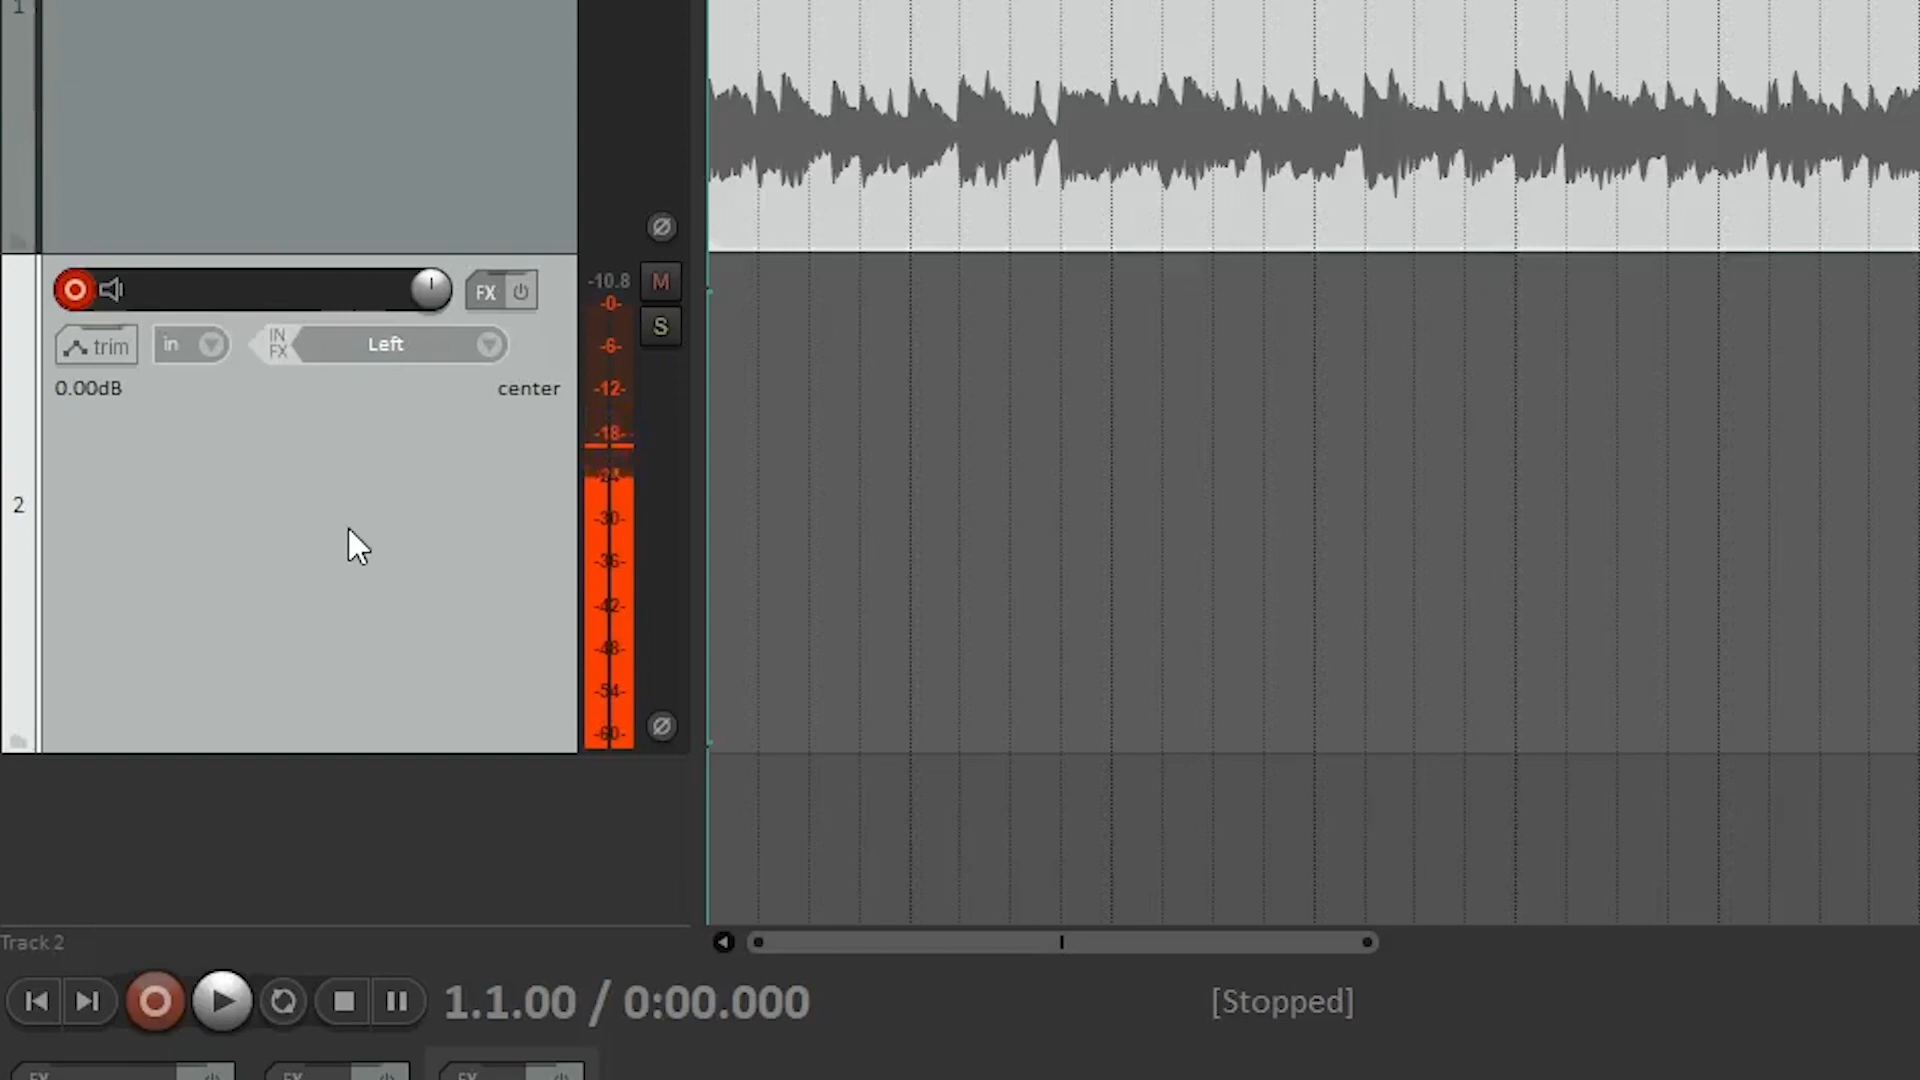 1
-10.8
M
-0-
FX
S
trim
in
IN
FX
Left
-6-
0.00dB
center
-12-
-18-
-24-
2
-30-
-36-
-42-
-48-
-54-
-60-
Track 2
1.1.00 / 0:00.000
[Stopped]
FX
FX
FX